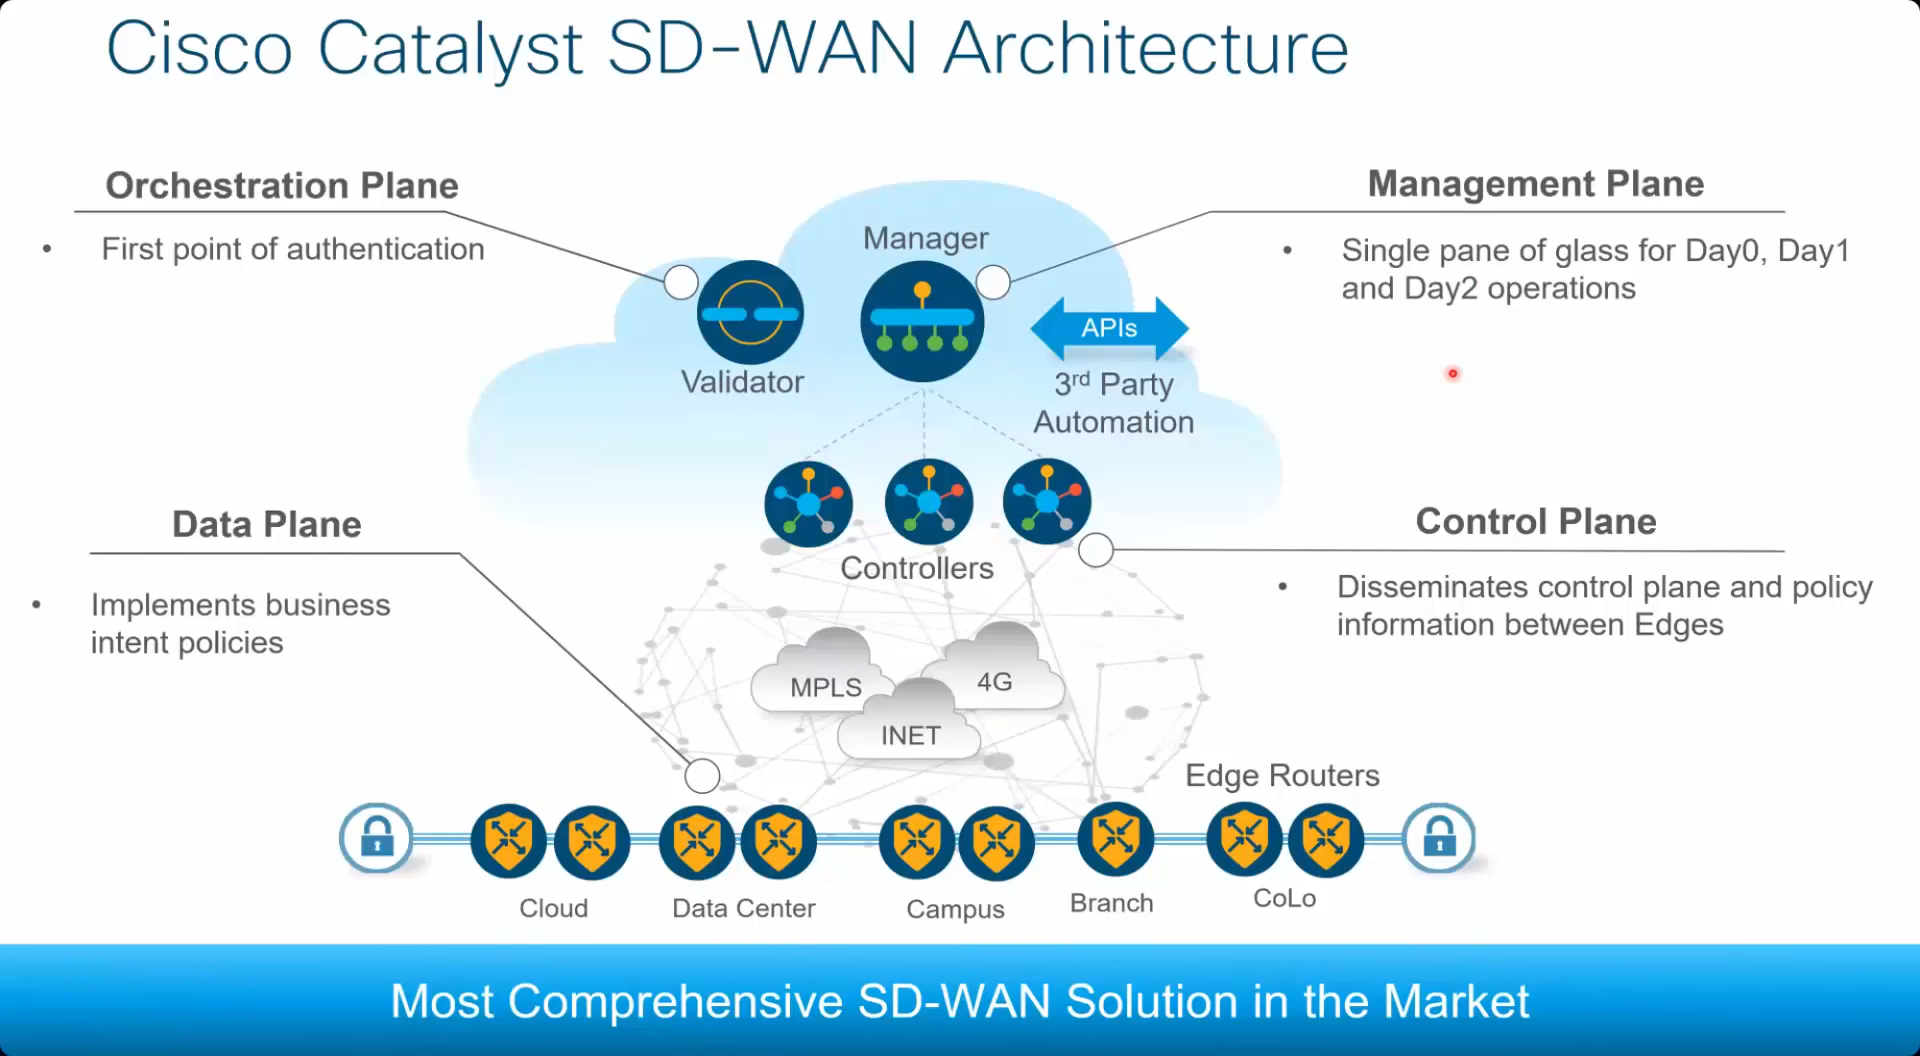 Cisco Catalyst SD-WAN Architecture
Orchestration Plane
• First point of authentication
Management Plane
• Single pane of glass for Day0, Day1
and Day2 operations
Manager
Validator
APIs
3rd Party
Automation
Controllers
Data Plane
• Implements business
intent policies
Control Plane
• Disseminates control plane and policy
information between Edges
MPLS
4G
INET
Edge Routers
Cloud
Data Center
Campus
Branch
CoLo
Most Comprehensive SD-WAN Solution in the Market